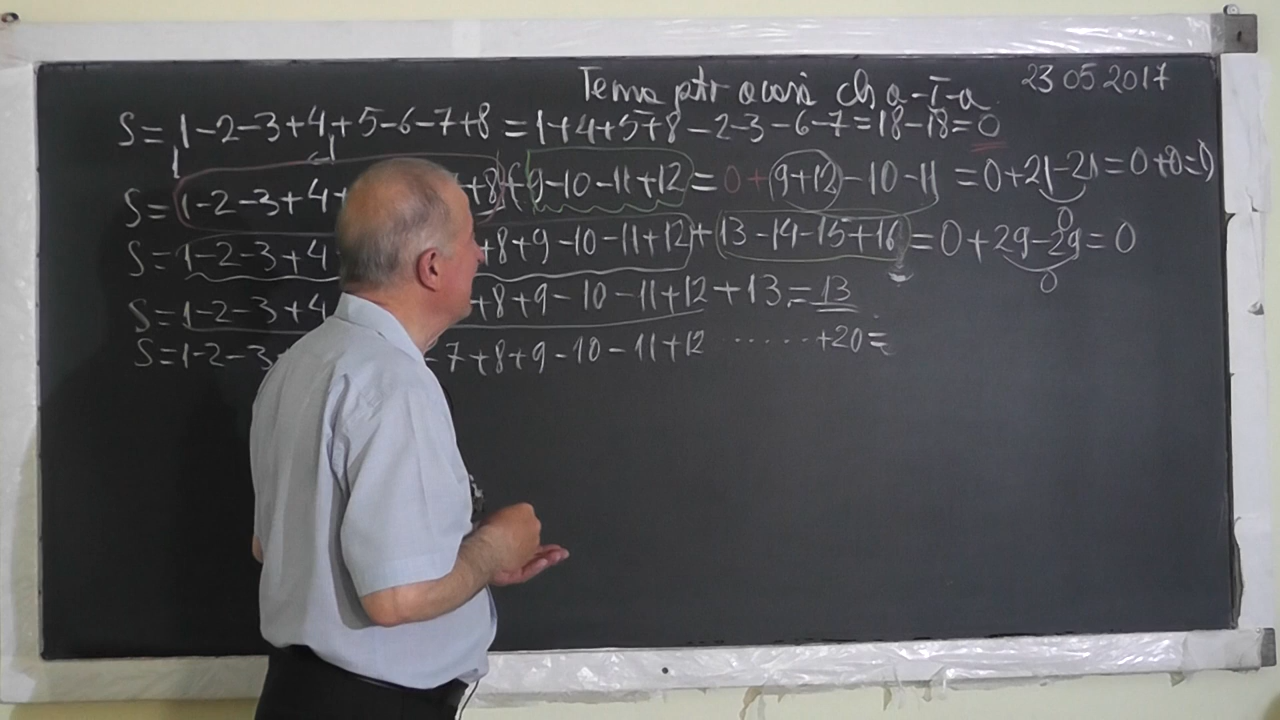 Tema ptr acasă cls a-V-a 23 05 2017
S= 1-2-3+4+5-6-7+8 = 1+4+5+8-2-3-6-7=18-18=0
S= 1-2-3+4+ +8+9-10-11+12= 0+9+12-10-11 =0+21-21=0+0=0
S= 1-2-3+4 +8+9-10-11+12+13-14-15+16=0+29-29=0
0
0
S= 1-2-3+4 +8+9-10-11+12+13=13
S=1-2-3 -7+8+9-10-11+12 ....... +20=